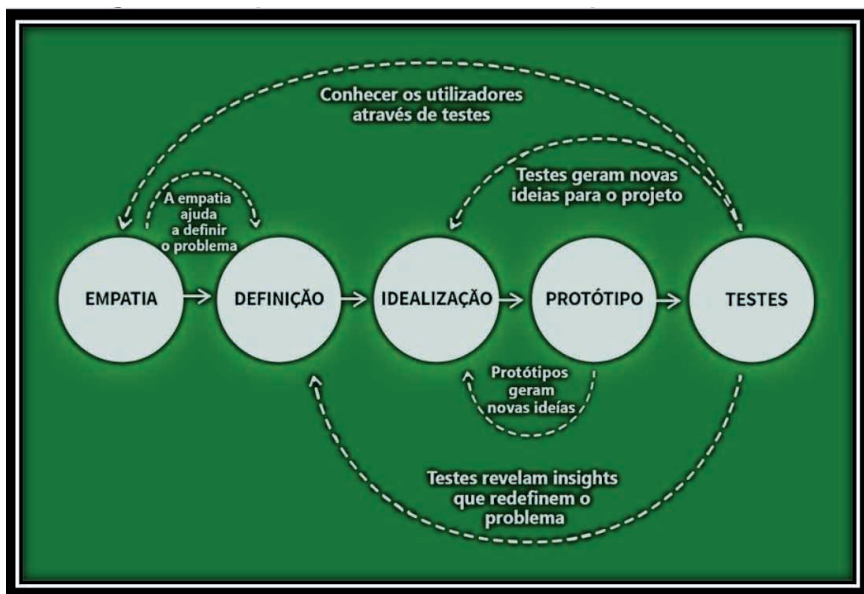 Conhecer os utilizadores
através de testes
Testes geram novas
ideias para o projeto
A empatia
ajuda
a definir
o problema
EMPATIA
DEFINIÇÃO
IDEALIZAÇÃO
PROTÓTIPO
TESTES
Protótipos
geram
novas ideías
Testes revelam insights
que redefinem o
problema